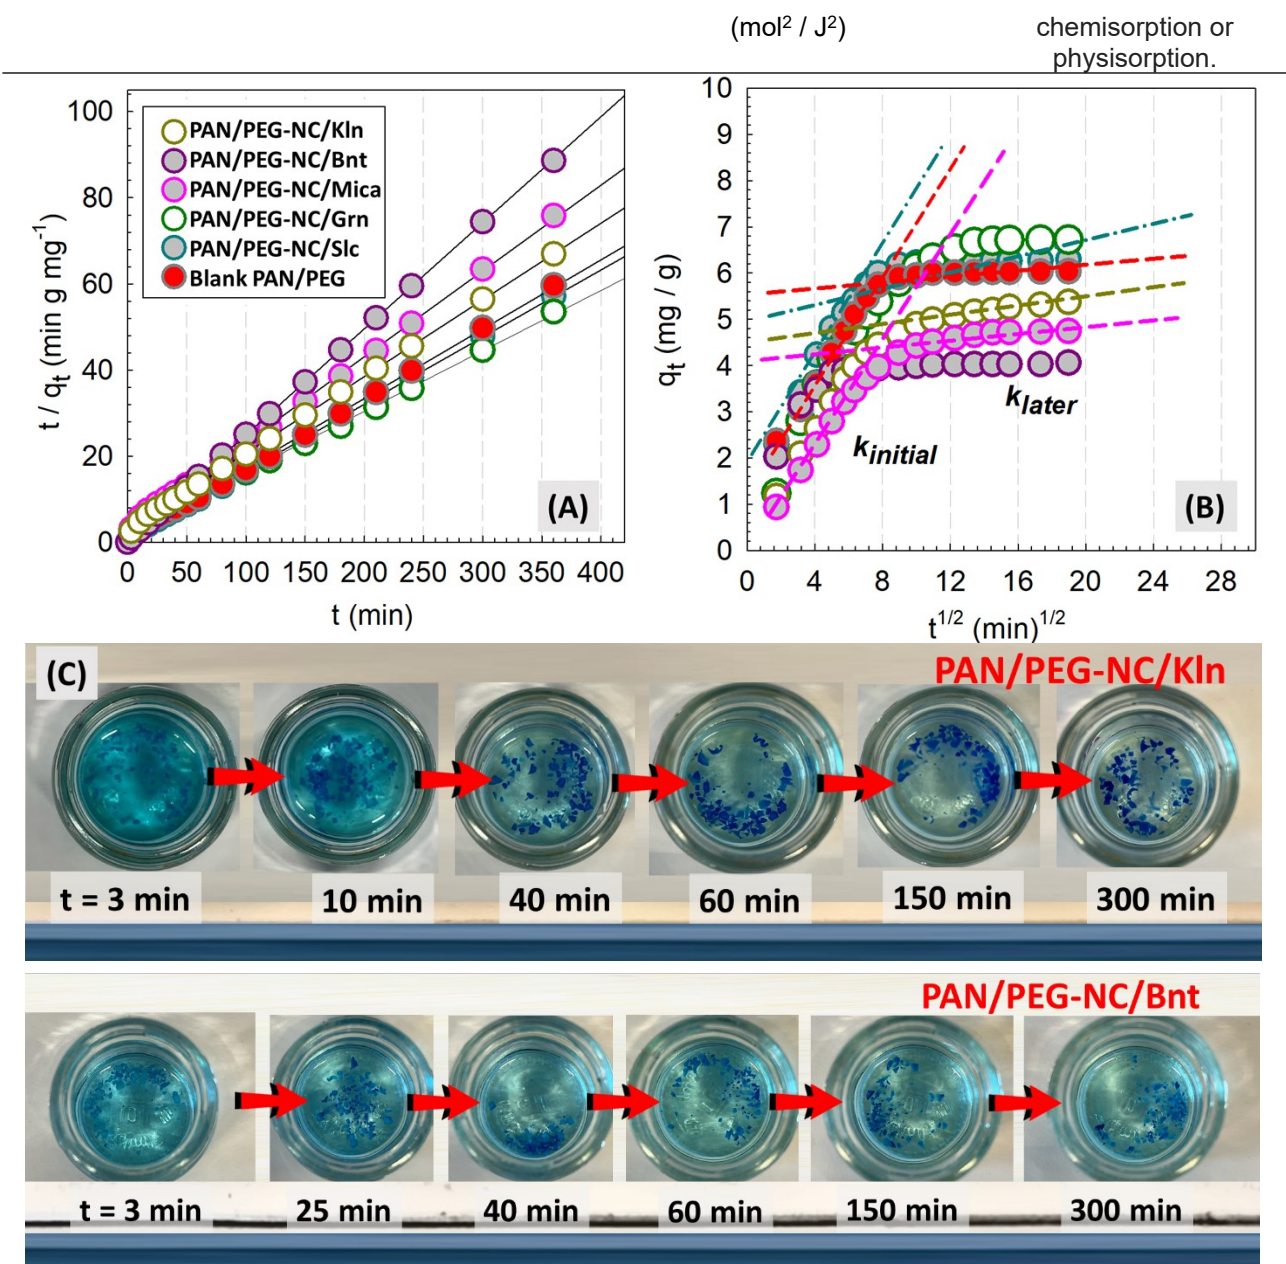 (mol² / J²)
chemisorption or
physisorption.
100
80
60
40
20
0
t / qt (min g mg⁻¹)
PAN/PEG-NC/Kln
PAN/PEG-NC/Bnt
PAN/PEG-NC/Mica
PAN/PEG-NC/Grn
PAN/PEG-NC/Slc
Blank PAN/PEG
(A)
0 50 100 150 200 250 300 350 400
t (min)
10
9
8
7
6
5
4
3
2
1
0
qt (mg / g)
klater
kinitial
(B)
0 4 8 12 16 20 24 28
t^1/2 (min)^1/2
(C)
PAN/PEG-NC/Kln
t = 3 min 10 min 40 min 60 min 150 min 300 min
PAN/PEG-NC/Bnt
t = 3 min 25 min 40 min 60 min 150 min 300 min